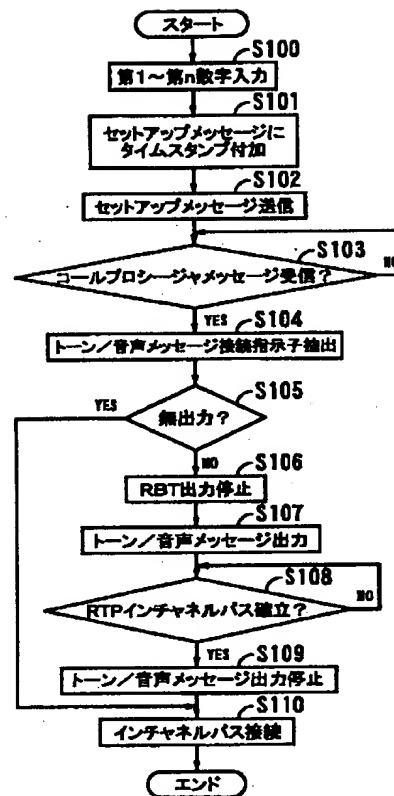 スタート
S100
第1～第n数字入力
S101
セットアップメッセージに
タイムスタンプ付加
S102
セットアップメッセージ送信
S103
コールプロシージャメッセージ受信？
NO
YES
S104
トーン／音声メッセージ接続指示子抽出
S105
YES
無出力？
NO
S106
RBT出力停止
S107
トーン／音声メッセージ出力
S108
RTPインチャネルパス確立？
NO
YES
S109
トーン／音声メッセージ出力停止
S110
インチャネルパス接続
エンド